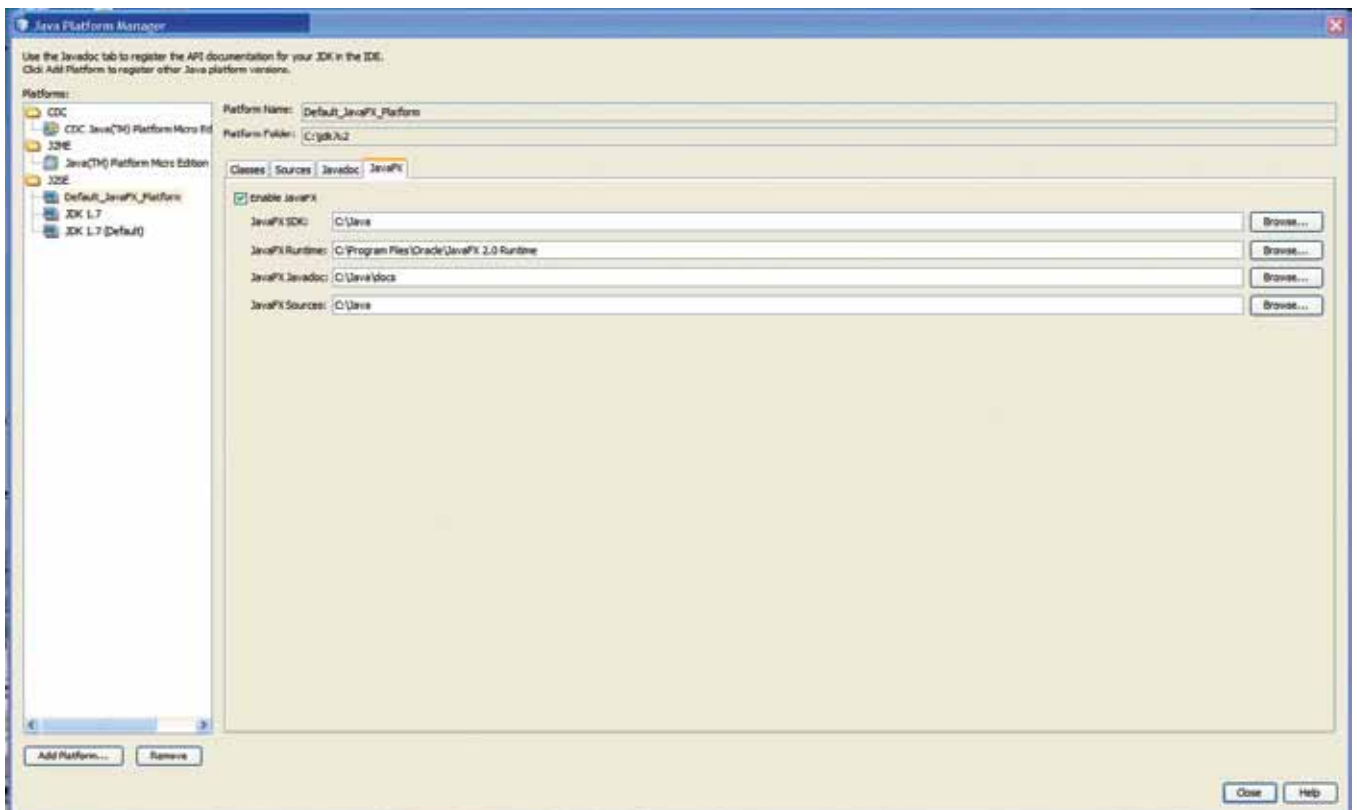 Java Platform Manager
Use the Javadoc tab to register the API documentation for your JDK in the IDE.
Click Add Platform to register other Java platform versions.
Platforms:
CDC
CDC Java(TM) Platform Micro Ed
J2ME
Java(TM) Platform Micro Edition
J2SE
Default_JavaFX_Platform
JDK 1.7
JDK 1.7 (Default)
Platform Name: Default_JavaFX_Platform
Platform Folder: C:\jdk7u2
Classes Sources Javadoc JavaFX
Enable JavaFX
JavaFX SDK: C:\Java Browse...
JavaFX Runtime: C:\Program Files\Oracle\JavaFX 2.0 Runtime Browse...
JavaFX Javadoc: C:\Java\docs Browse...
JavaFX Sources: C:\Java Browse...
Add Platform... Remove
Close Help